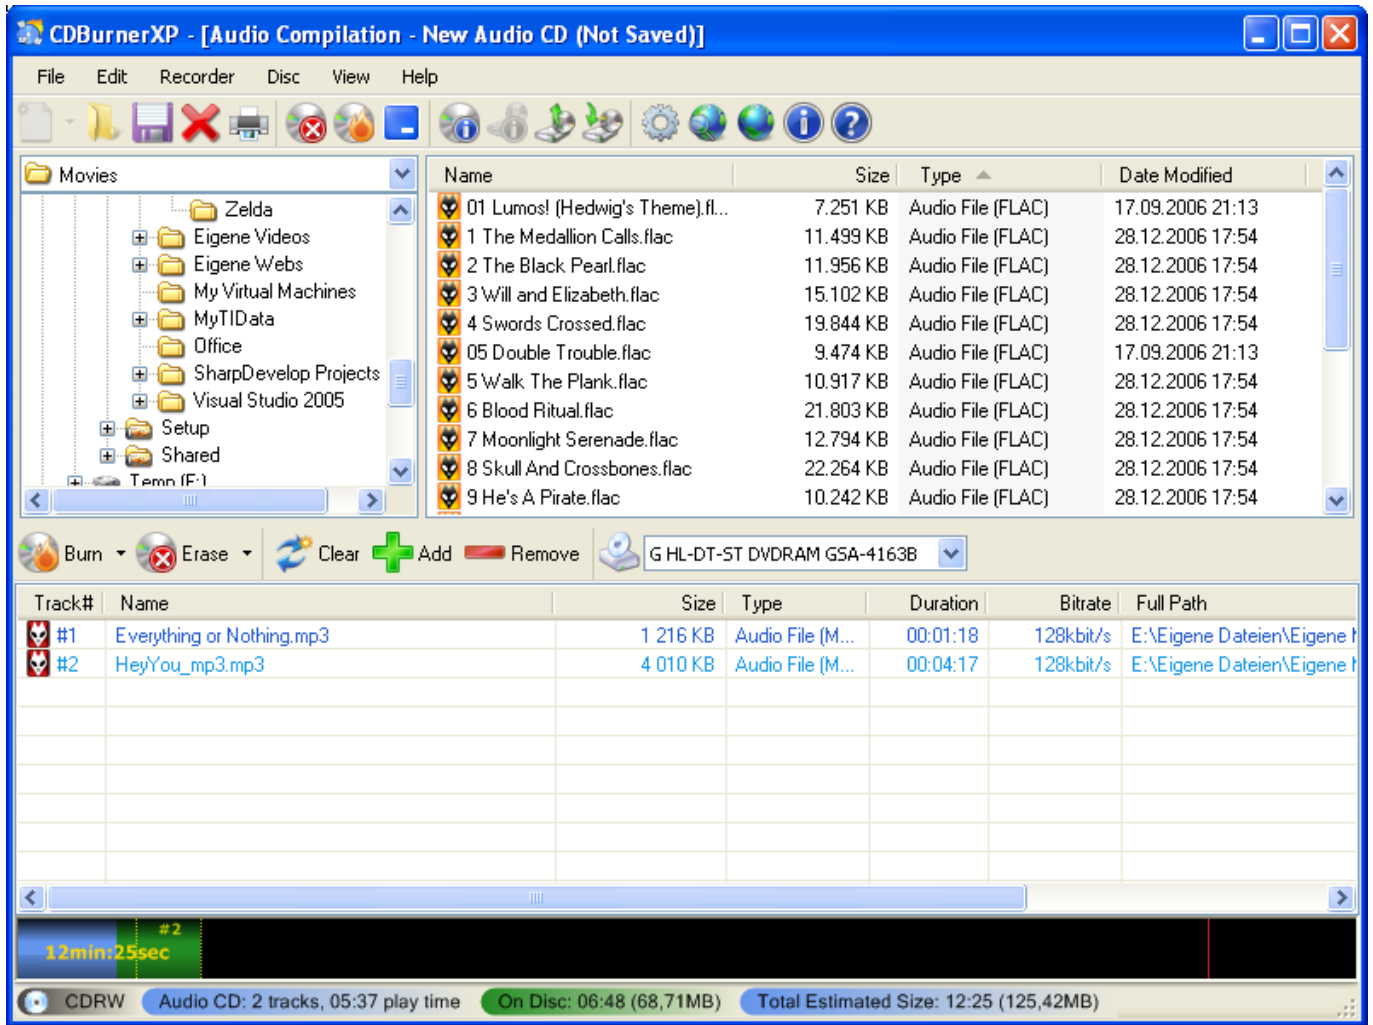 CDBurnerXP - [Audio Compilation - New Audio CD (Not Saved)]
File Edit Recorder Disc View Help
Movies
Zelda
Eigene Videos
Eigene Webs
My Virtual Machines
MyTIData
Office
SharpDevelop Projects
Visual Studio 2005
Setup
Shared
Temp (F:)
Name Size Type Date Modified
01 Lumos! (Hedwig's Theme).fl... 7.251 KB Audio File (FLAC) 17.09.2006 21:13
1 The Medallion Calls.flac 11.499 KB Audio File (FLAC) 28.12.2006 17:54
2 The Black Pearl.flac 11.956 KB Audio File (FLAC) 28.12.2006 17:54
3 Will and Elizabeth.flac 15.102 KB Audio File (FLAC) 28.12.2006 17:54
4 Swords Crossed.flac 19.844 KB Audio File (FLAC) 28.12.2006 17:54
05 Double Trouble.flac 9.474 KB Audio File (FLAC) 17.09.2006 21:13
5 Walk The Plank.flac 10.917 KB Audio File (FLAC) 28.12.2006 17:54
6 Blood Ritual.flac 21.803 KB Audio File (FLAC) 28.12.2006 17:54
7 Moonlight Serenade.flac 12.794 KB Audio File (FLAC) 28.12.2006 17:54
8 Skull And Crossbones.flac 22.264 KB Audio File (FLAC) 28.12.2006 17:54
9 He's A Pirate.flac 10.242 KB Audio File (FLAC) 28.12.2006 17:54
Burn Erase Clear Add Remove G HL-DT-ST DVDRAM GSA-4163B
Track# Name Size Type Duration Bitrate Full Path
#1 Everything or Nothing.mp3 1 216 KB Audio File (M... 00:01:18 128kbit/s E:\Eigene Dateien\Eigene
#2 HeyYou_mp3.mp3 4 010 KB Audio File (M... 00:04:17 128kbit/s E:\Eigene Dateien\Eigene
#2
12min:25sec
CDRW Audio CD: 2 tracks, 05:37 play time On Disc: 06:48 (68,71MB) Total Estimated Size: 12:25 (125,42MB)